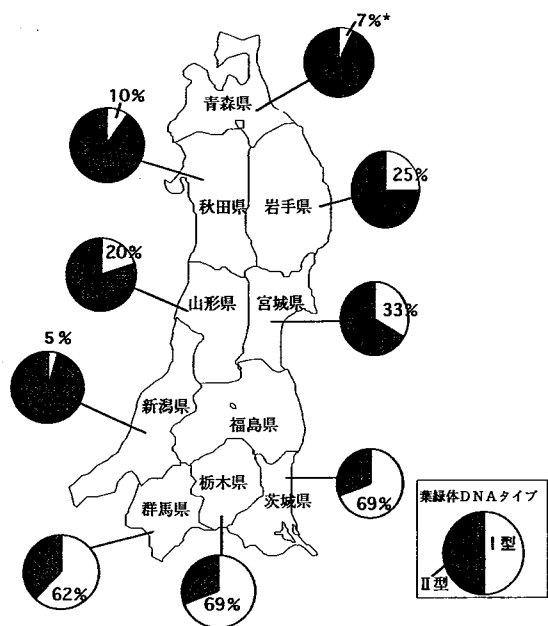 7%*
青森県
10%
25%
秋田県
岩手県
20%
山形県
宮城県
33%
5%
新潟県
福島県
栃木県
群馬県
茨城県
69%
62%
69%
葉緑体DNAタイプ
I型
II型